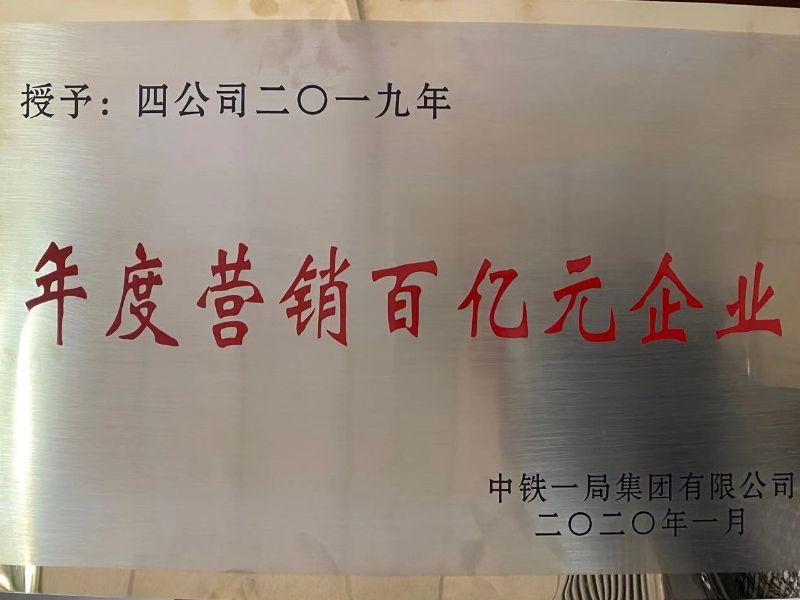 授予：四公司二〇一九年
年度营销百亿元企业
中铁一局集团有限公司
二〇二〇年一月